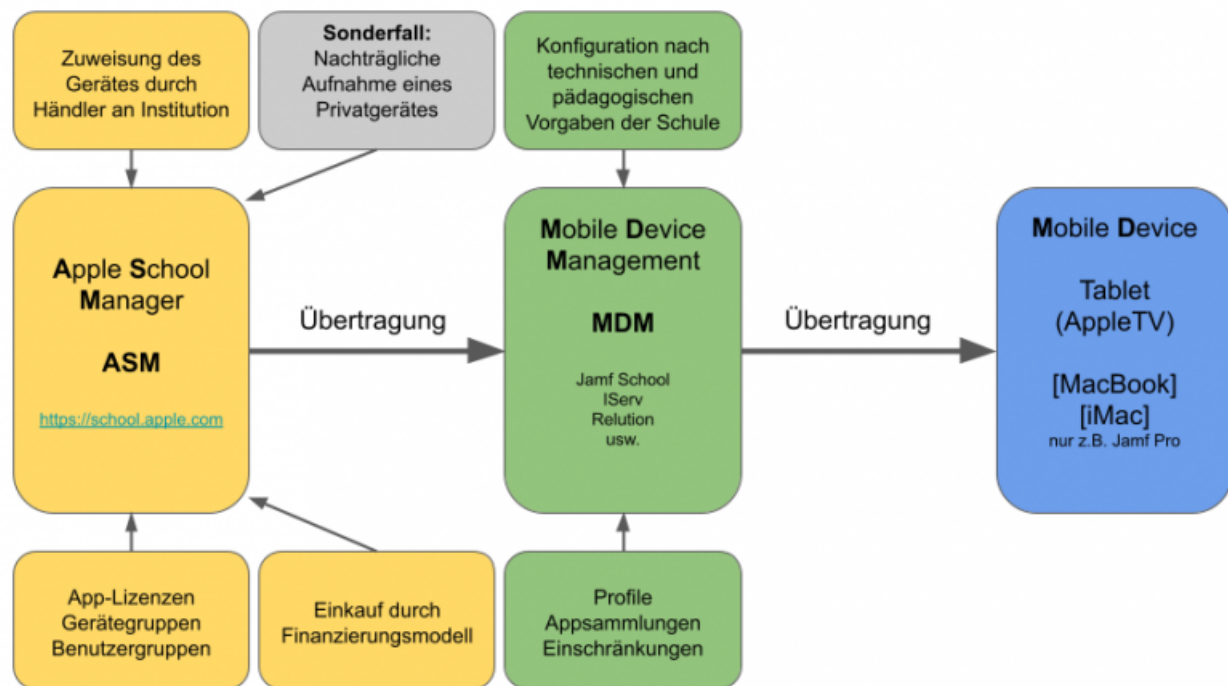 Zuweisung des
Gerätes durch
Händler an Institution
Sonderfall:
Nachträgliche
Aufnahme eines
Privatgerätes
Konfiguration nach
technischen und
pädagogischen
Vorgaben der Schule
Apple School
Manager
ASM
https://school.apple.com
Übertragung
Mobile Device
Management
MDM
Jamf School
IServ
Relution
usw.
Übertragung
Mobile Device
Tablet
(AppleTV)
[MacBook]
[iMac]
nur z.B. Jamf Pro
App-Lizenzen
Gerätegruppen
Benutzergruppen
Einkauf durch
Finanzierungsmodell
Profile
Appsammlungen
Einschränkungen